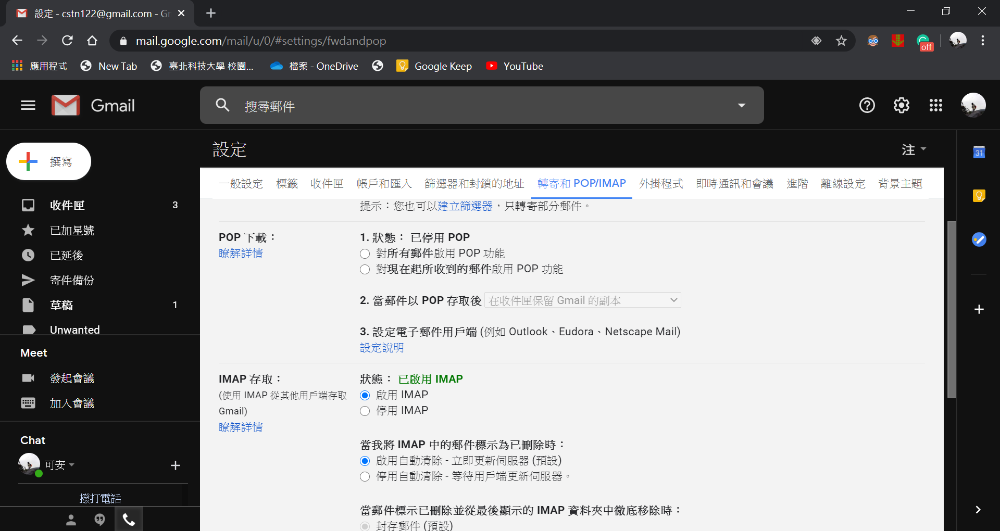 設定 - cstn122@gmail.com - Gr
mail.google.com/mail/u/0/#settings/fwdandpop
off
應用程式
New Tab
臺北科技大學 校園...
檔案 - OneDrive
Google Keep
YouTube
Gmail
搜尋郵件
撰寫
收件匣 3
已加星號
已延後
寄件備份
草稿 1
Unwanted
Meet
發起會議
加入會議
Chat
可安
撥打電話
設定
注
一般設定 標籤 收件匣 帳戶和匯入 篩選器和封鎖的地址 轉寄和 POP/IMAP 外掛程式 即時通訊和會議 進階 離線設定 背景主題
提示：您也可以建立篩選器，只轉寄部分郵件。
POP 下載：
瞭解詳情
1. 狀態： 已停用 POP
對所有郵件啟用 POP 功能
對現在起所收到的郵件啟用 POP 功能
2. 當郵件以 POP 存取後 在收件匣保留 Gmail 的副本
3. 設定電子郵件用戶端 (例如 Outlook、Eudora、Netscape Mail)
設定說明
IMAP 存取：
(使用 IMAP 從其他用戶端存取
Gmail)
瞭解詳情
狀態： 已啟用 IMAP
啟用 IMAP
停用 IMAP
當我將 IMAP 中的郵件標示為已刪除時：
啟用自動清除 - 立即更新伺服器 (預設)
停用自動清除 - 等待用戶端更新伺服器。
當郵件標示已刪除並從最後顯示的 IMAP 資料夾中徹底移除時：
封存郵件 (預設)
31